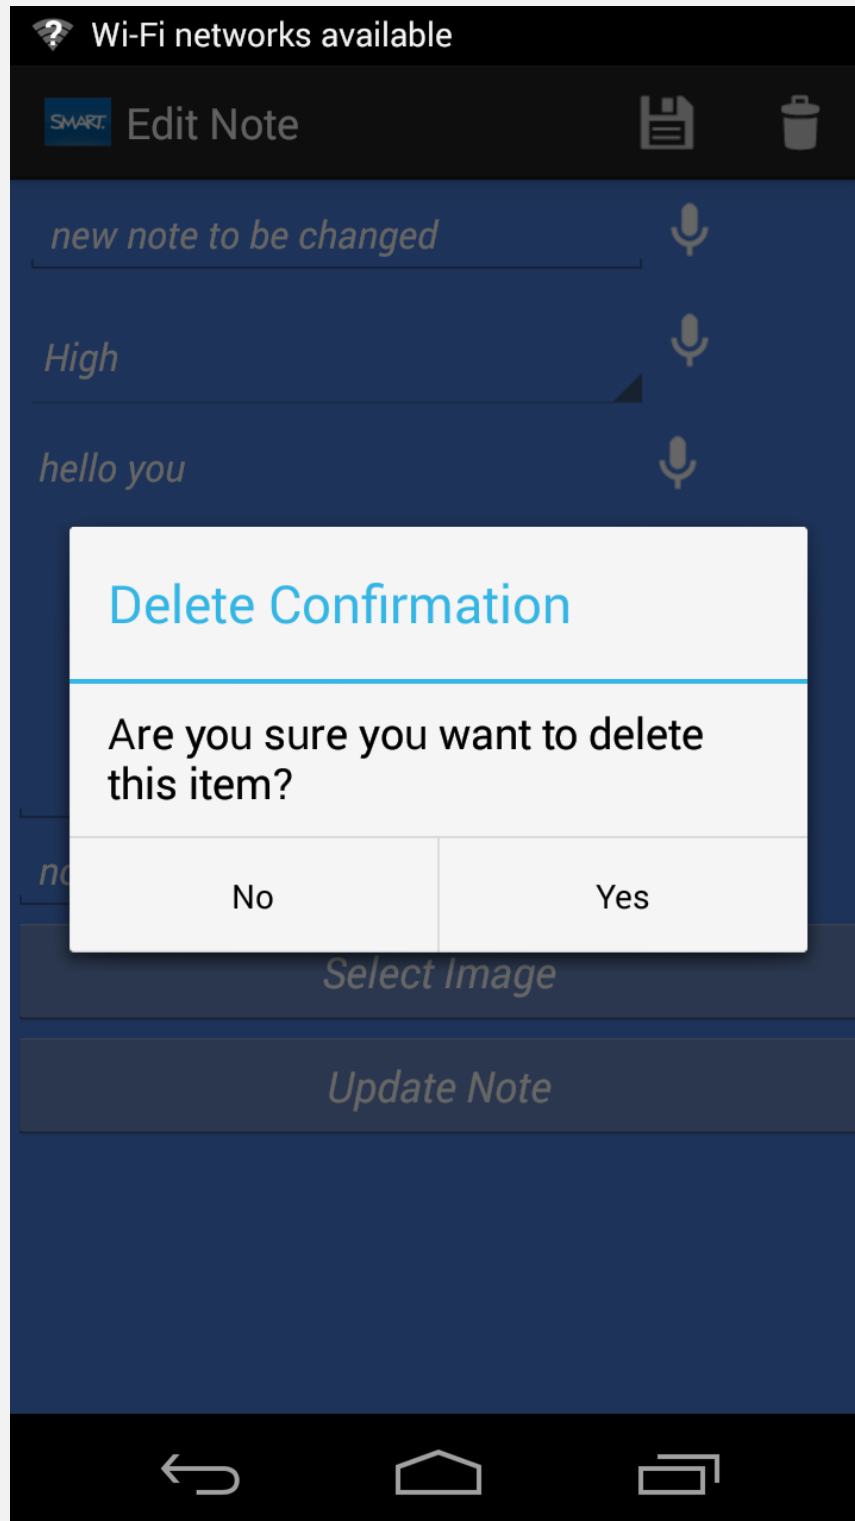 Wi-Fi networks available
SMART Edit Note
new note to be changed
High
hello you
Delete Confirmation
Are you sure you want to delete
this item?
No Yes
Select Image
Update Note